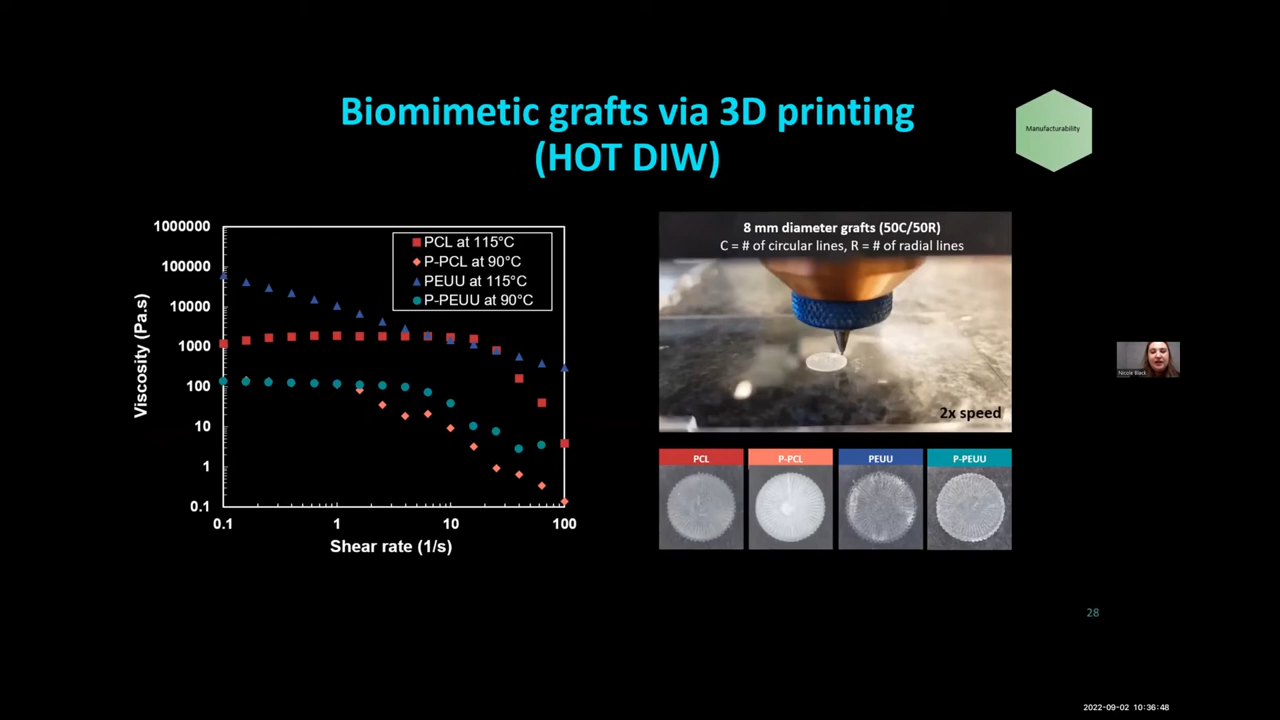 Biomimetic grafts via 3D printing
(HOT DIW)
Manufacturability
1000000
100000
10000
1000
100
10
1
0.1
Viscosity (Pa.s)
PCL at 115°C
P-PCL at 90°C
PEUU at 115°C
P-PEUU at 90°C
0.1 1 10 100
Shear rate (1/s)
8 mm diameter grafts (50C/50R)
C = # of circular lines, R = # of radial lines
2x speed
PCL P-PCL PEUU P-PEUU
Nicole Black
28
2022-09-02 10:36:48